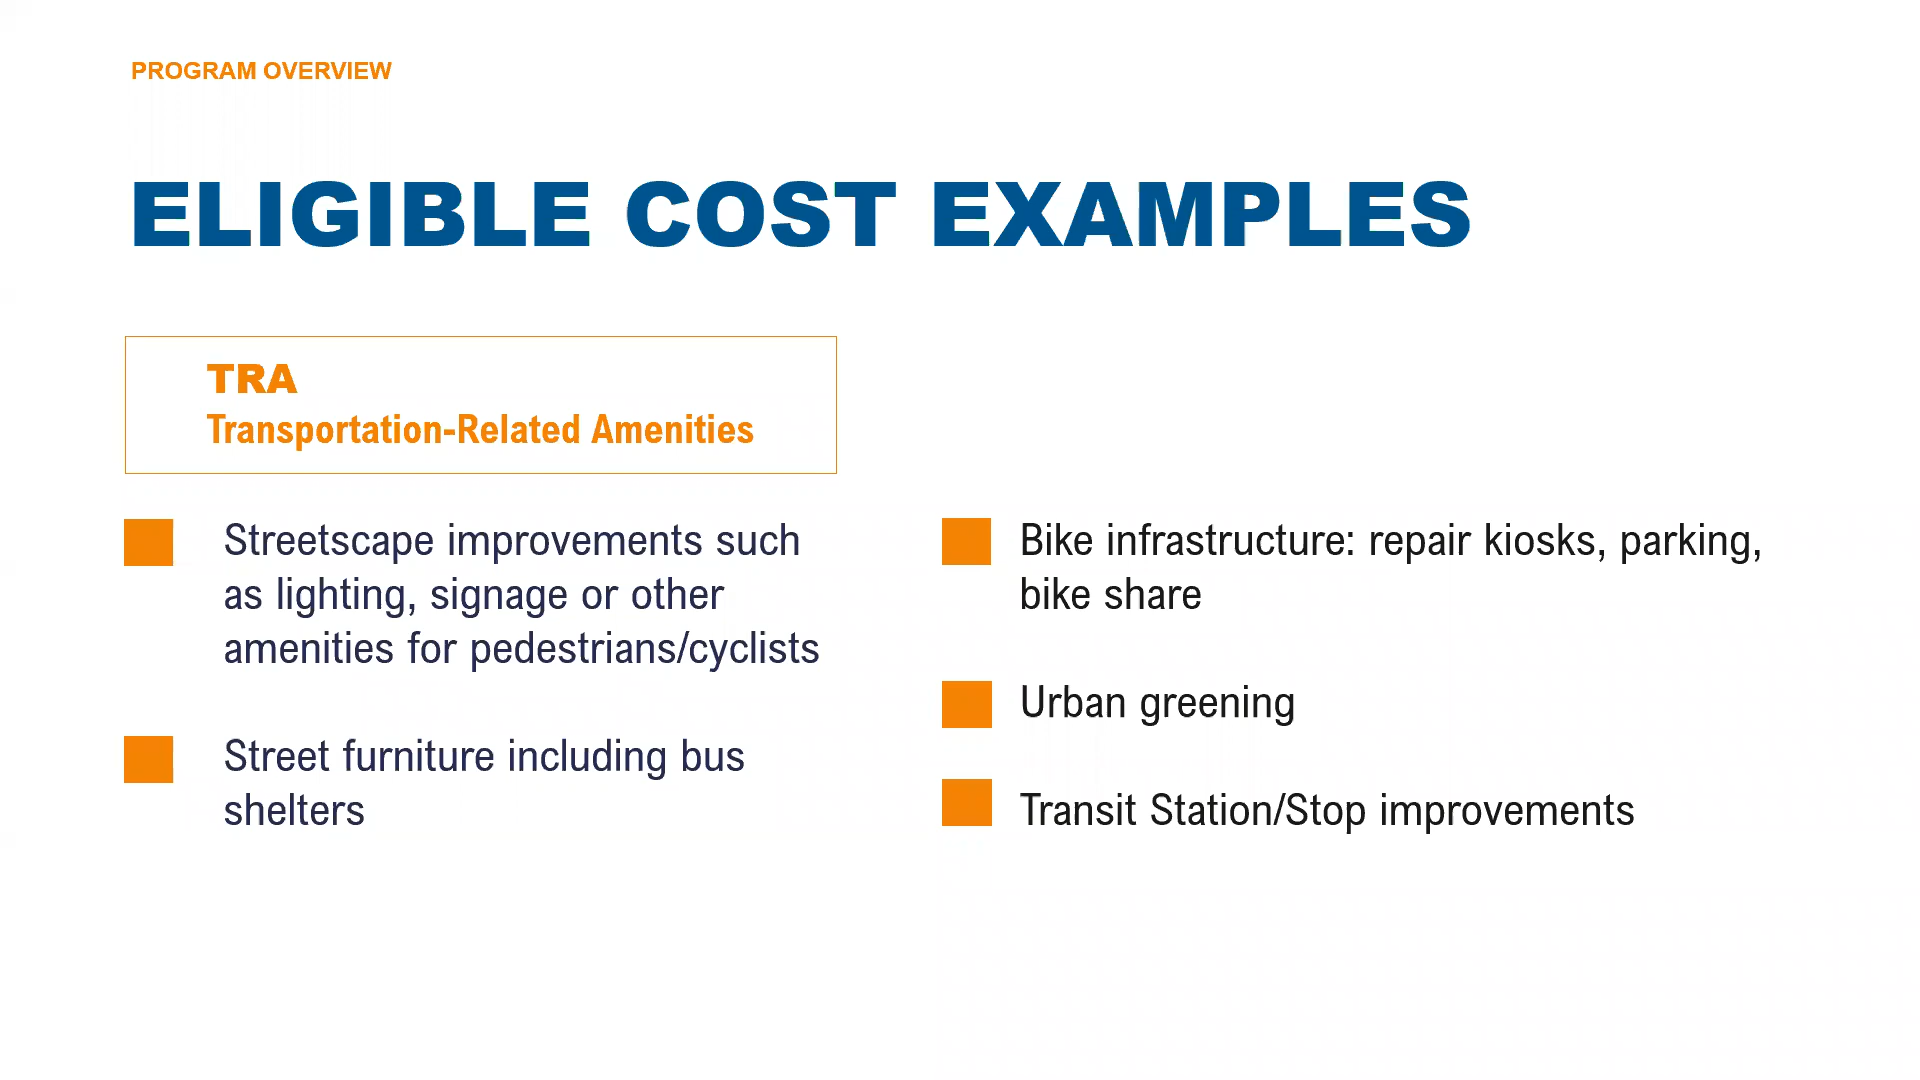 PROGRAM OVERVIEW
ELIGIBLE COST EXAMPLES
TRA
Transportation-Related Amenities
Streetscape improvements such
as lighting, signage or other
amenities for pedestrians/cyclists
Street furniture including bus
shelters
Bike infrastructure: repair kiosks, parking,
bike share
Urban greening
Transit Station/Stop improvements